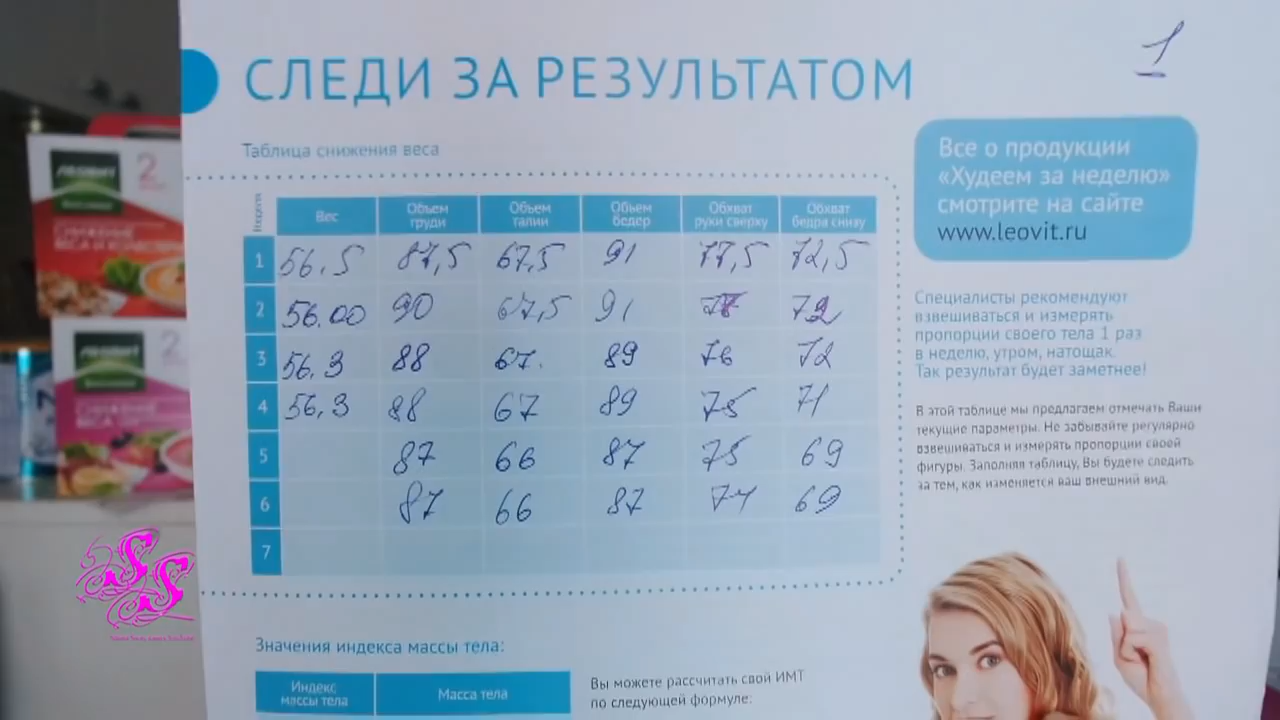 1
СЛЕДИ ЗА РЕЗУЛЬТАТОМ
Таблица снижения веса
Вес Объем груди Объем талии Объем бедер Обхват руки сверху Обхват бедра снизу
1 56.5 87,5 67,5 91 77,5 72,5
2 56.00 90 67,5 91 72
3 56.3 88 67. 89 76 72
4 56.3 88 67 89 75 71
5 87 66 87 75 69
6 87 66 87 74 69
7
Все о продукции
«Худеем за неделю»
смотрите на сайте
www.leovit.ru
Специалисты рекомендуют
взвешиваться и измерять
пропорции своего тела 1 раз
в неделю, утром, натощак.
Так результат будет заметнее!
В этой таблице мы предлагаем отмечать Ваши
текущие параметры. Не забывайте регулярно
взвешиваться и измерять пропорции своей
фигуры. Заполняя таблицу, Вы будете следить
за тем, как изменяется ваш внешний вид.
Значения индекса массы тела:
Индекс массы тела Масса тела
Вы можете рассчитать свой ИМТ
по следующей формуле:
ЛЕОВИТ 2
СНИЖЕНИЕ
ЛЕОВИТ 2
СНИЖЕНИЕ
ВЕСА